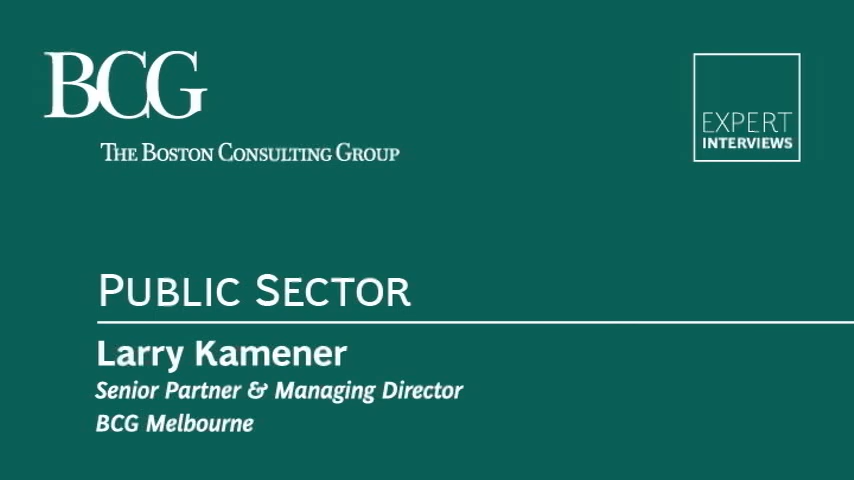 BCG
THE BOSTON CONSULTING GROUP
EXPERT
INTERVIEWS
PUBLIC SECTOR
Larry Kamener
Senior Partner & Managing Director
BCG Melbourne